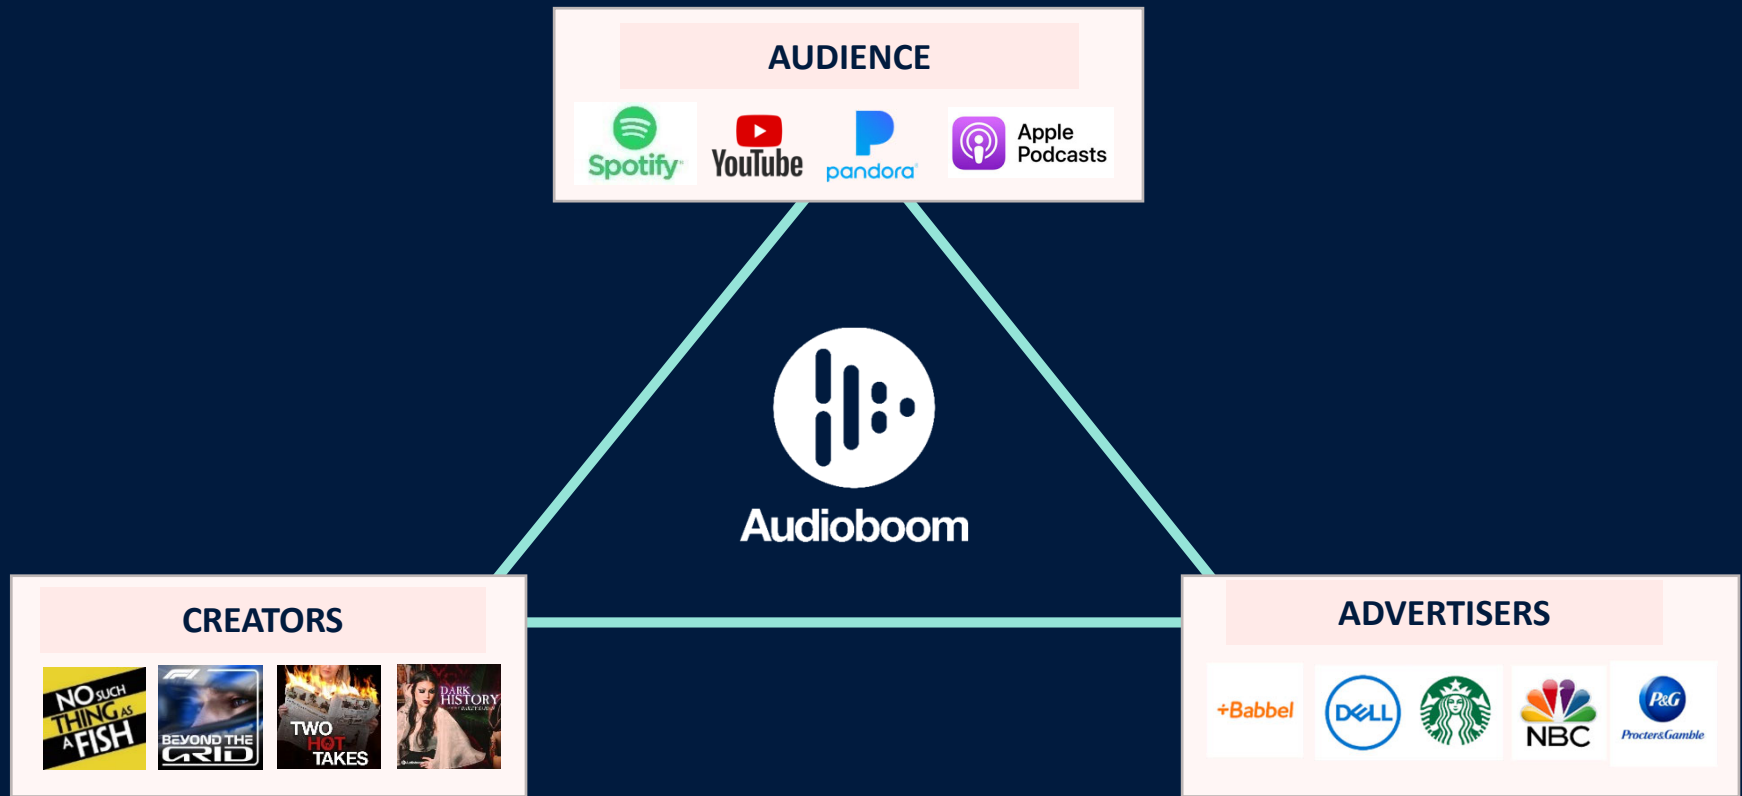 AUDIENCE
Spotify
YouTube
pandora
Apple
Podcasts
Audioboom
CREATORS
NO SUCH
THING AS
A FISH
F1
BEYOND THE
GRID
TWO
HOT
TAKES
DARK
HISTORY
ADVERTISERS
+Babbel
DELL
NBC
P&G
Procter&Gamble